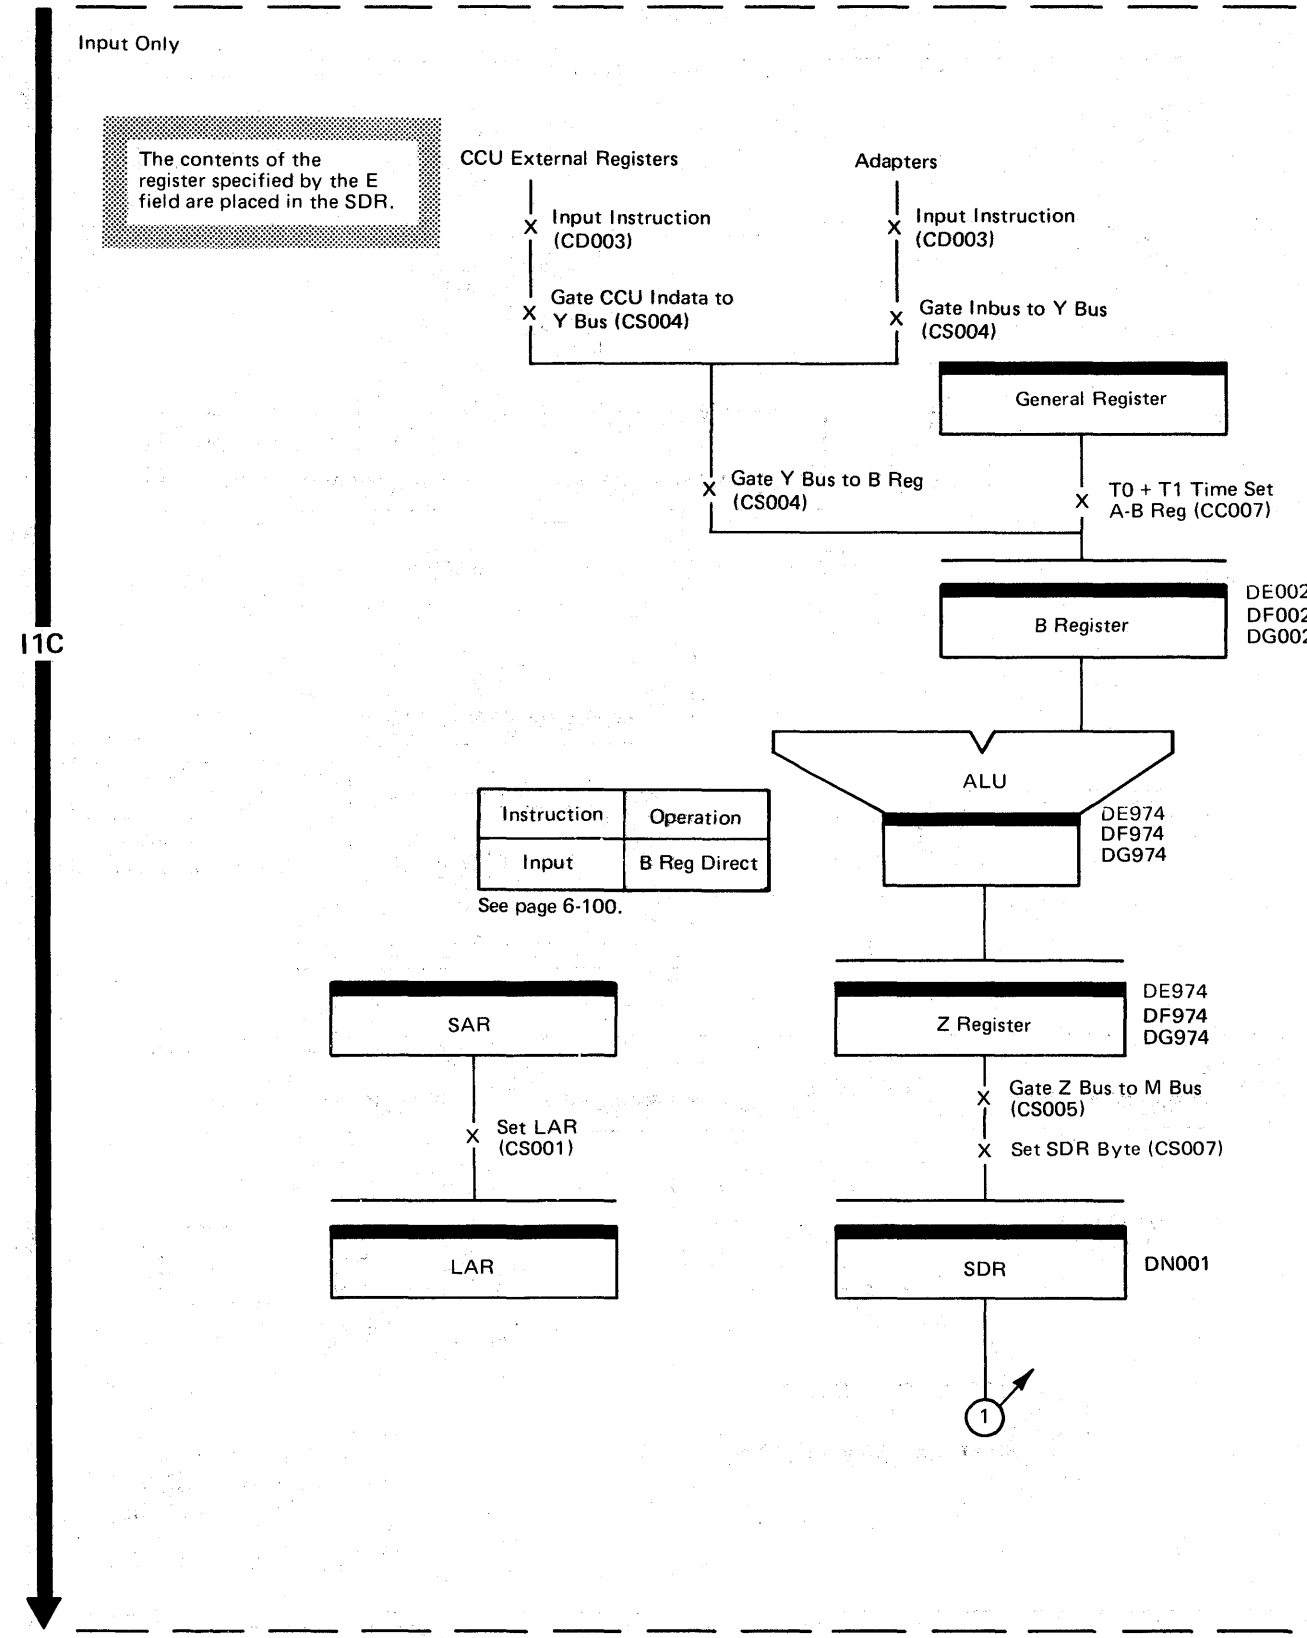 Input Only
The contents of the
register specified by the E
field are placed in the SDR.
CCU External Registers
Adapters
X Input Instruction
(CD003)
X Input Instruction
(CD003)
X Gate CCU Indata to
Y Bus (CS004)
X Gate Inbus to Y Bus
(CS004)
General Register
X Gate Y Bus to B Reg
(CS004)
X T0 + T1 Time Set
A-B Reg (CC007)
B Register
DE002
DF002
DG002
I1C
ALU
DE974
DF974
DG974
Instruction Operation
Input B Reg Direct
See page 6-100.
SAR
Z Register
DE974
DF974
DG974
X Gate Z Bus to M Bus
(CS005)
X Set LAR
(CS001)
X Set SDR Byte (CS007)
LAR
SDR
DN001
1